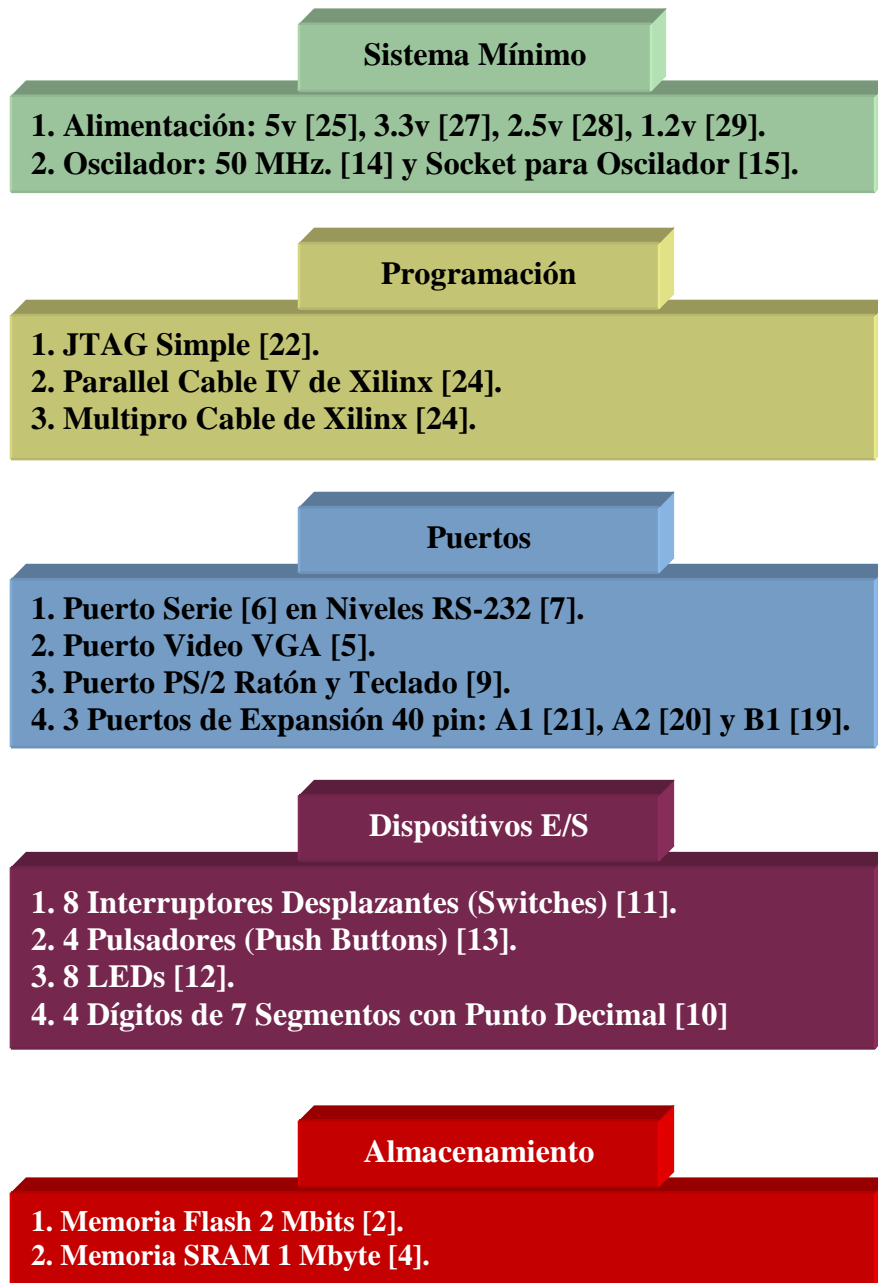 Sistema Mínimo
1. Alimentación: 5v [25], 3.3v [27], 2.5v [28], 1.2v [29].
2. Oscilador: 50 MHz. [14] y Socket para Oscilador [15].
Programación
1. JTAG Simple [22].
2. Parallel Cable IV de Xilinx [24].
3. Multipro Cable de Xilinx [24].
Puertos
1. Puerto Serie [6] en Niveles RS-232 [7].
2. Puerto Video VGA [5].
3. Puerto PS/2 Ratón y Teclado [9].
4. 3 Puertos de Expansión 40 pin: A1 [21], A2 [20] y B1 [19].
Dispositivos E/S
1. 8 Interruptores Desplazantes (Switches) [11].
2. 4 Pulsadores (Push Buttons) [13].
3. 8 LEDs [12].
4. 4 Dígitos de 7 Segmentos con Punto Decimal [10]
Almacenamiento
1. Memoria Flash 2 Mbits [2].
2. Memoria SRAM 1 Mbyte [4].